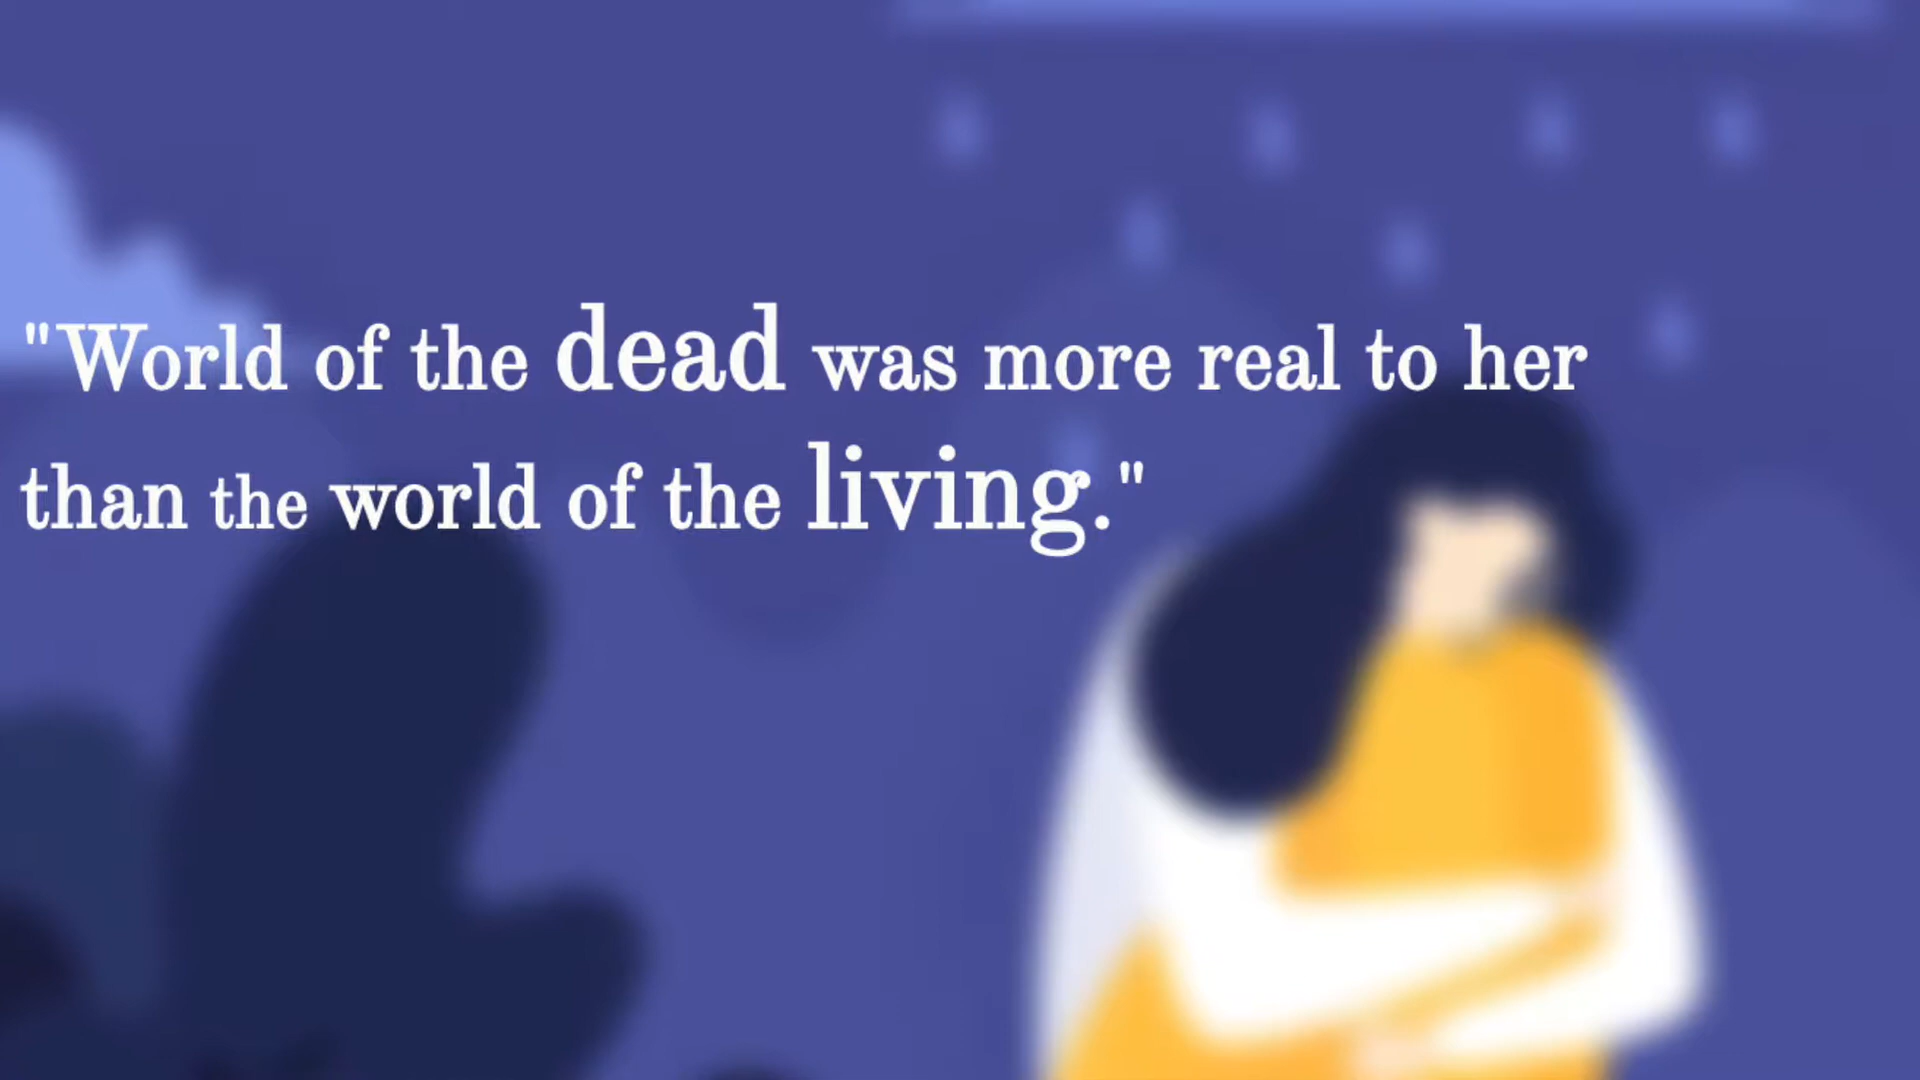 "World of the dead was more real to her
than the world of the living."